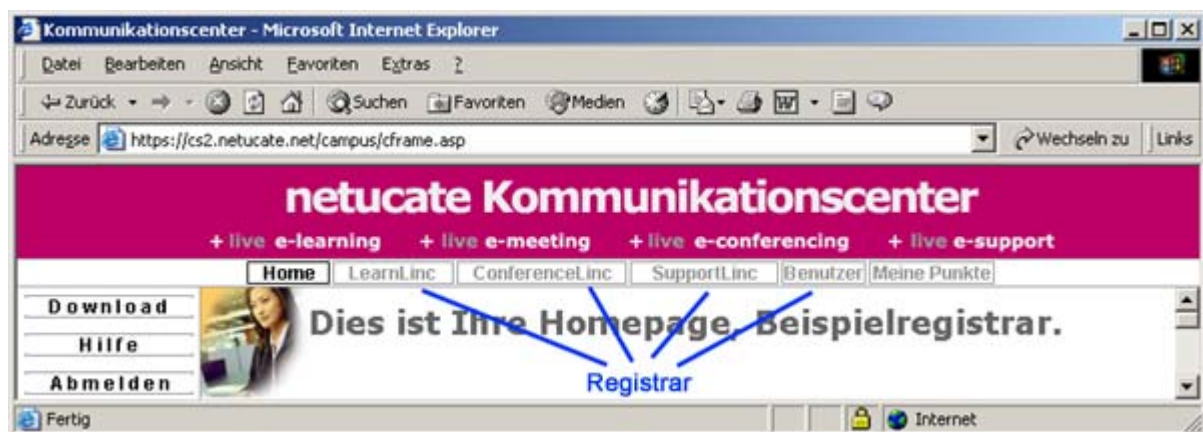 Kommunikationscenter - Microsoft Internet Explorer
Datei Bearbeiten Ansicht Favoriten Extras ?
Zurück Suchen Favoriten Medien
Adresse https://cs2.netucate.net/campus/cframe.asp Wechseln zu Links
netucate Kommunikationscenter
+ live e-learning + live e-meeting + live e-conferencing + live e-support
Home LearnLinc ConferenceLinc SupportLinc Benutzer Meine Punkte
Download
Dies ist Ihre Homepage, Beispielregistrar.
Hilfe
Abmelden
Registrar
Fertig Internet